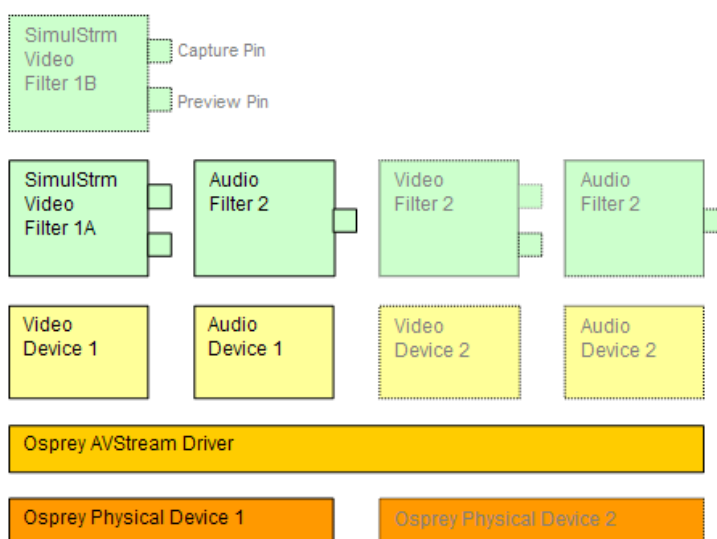 SimulStrm
Video
Filter 1B
Capture Pin
Preview Pin
SimulStrm
Video
Filter 1A
Audio
Filter 2
Video
Filter 2
Audio
Filter 2
Video
Device 1
Audio
Device 1
Video
Device 2
Audio
Device 2
Osprey AVStream Driver
Osprey Physical Device 1
Osprey Physical Device 2